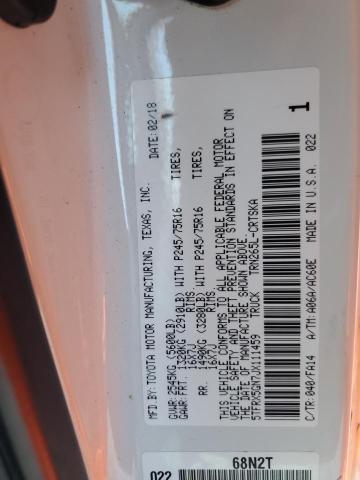 MFD. BY:TOYOTA MOTOR MANUFACTURING, TEXAS, INC.
DATE: 02/18
GVWR: 2545KG (5600LB)
GAWR: FRT. 1320KG (2910LB) WITH P245/75R16 TIRES,
16X7J RIMS.
RR. 1490KG (3280LB) WITH P245/75R16 TIRES,
16X7J RIMS.
THIS VEHICLE CONFORMS TO ALL APPLICABLE FEDERAL MOTOR
VEHICLE SAFETY AND THEFT PREVENTION STANDARDS IN EFFECT ON
THE DATE OF MANUFACTURE SHOWN ABOVE.
5TFRX5GN7JX111459 TRUCK TRN265L-CRTSKA
1
C/TR: 040/FA14 A/TM: A06A/AC60E MADE IN U.S.A. 022
68N2T
022